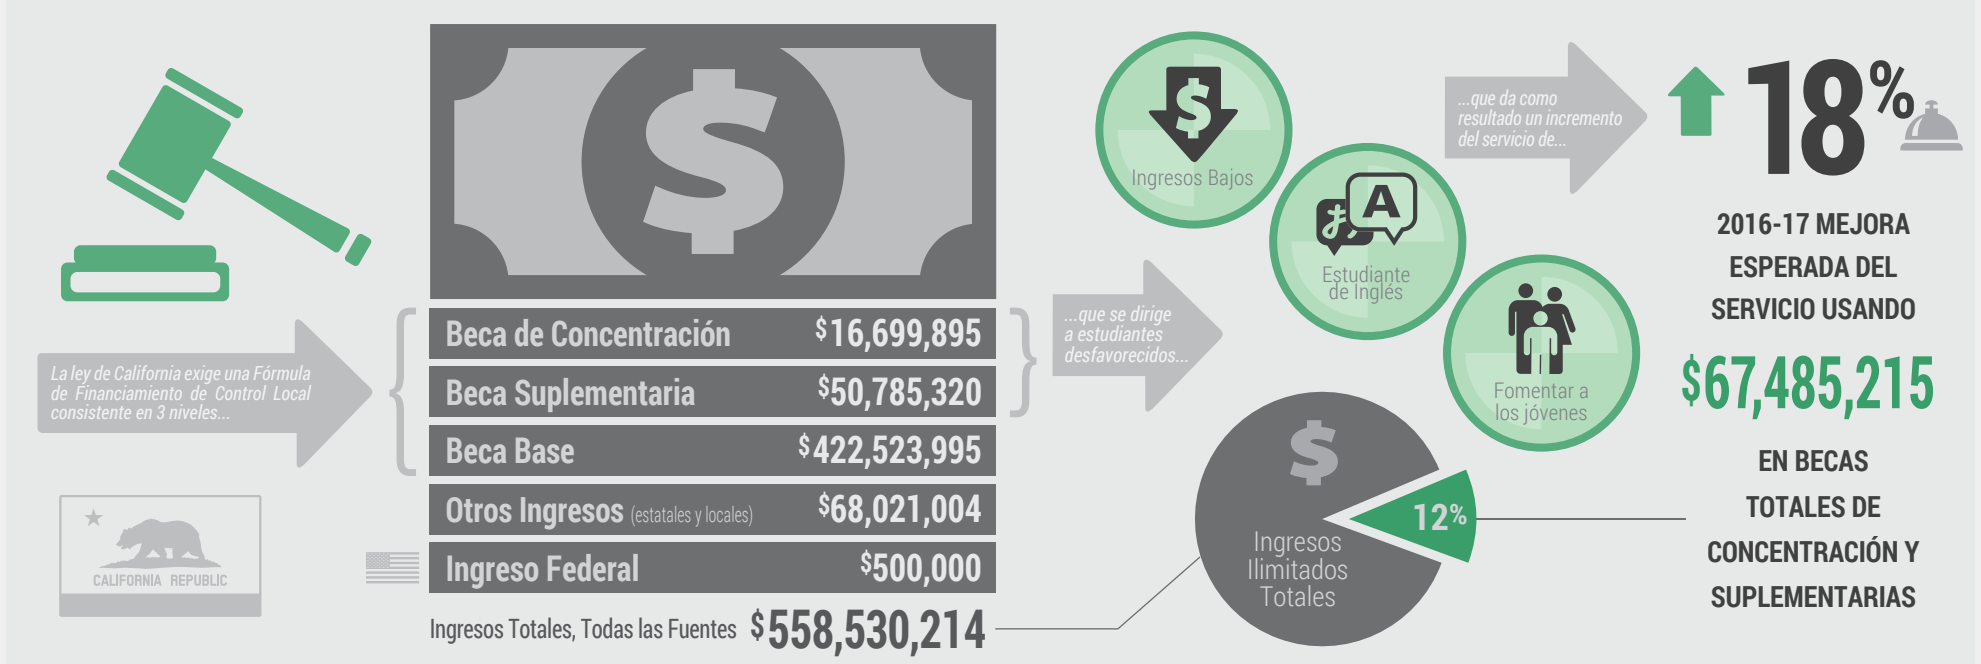 La ley de California exige una Fórmula
de Financiamiento de Control Local
consistente en 3 niveles...
CALIFORNIA REPUBLIC
$
Beca de Concentración $16,699,895
Beca Suplementaria $50,785,320
Beca Base $422,523,995
Otros Ingresos (estatales y locales) $68,021,004
Ingreso Federal $500,000
Ingresos Totales, Todas las Fuentes $558,530,214
...que se dirige
a estudiantes
desfavorecidos...
$
Ingresos Bajos
あ A
Estudiante
de Inglés
Fomentar a
los jóvenes
$
Ingresos
Ilimitados
Totales
12%
...que da como
resultado un incremento
del servicio de...
18%
2016-17 MEJORA
ESPERADA DEL
SERVICIO USANDO
$67,485,215
EN BECAS
TOTALES DE
CONCENTRACIÓN Y
SUPLEMENTARIAS